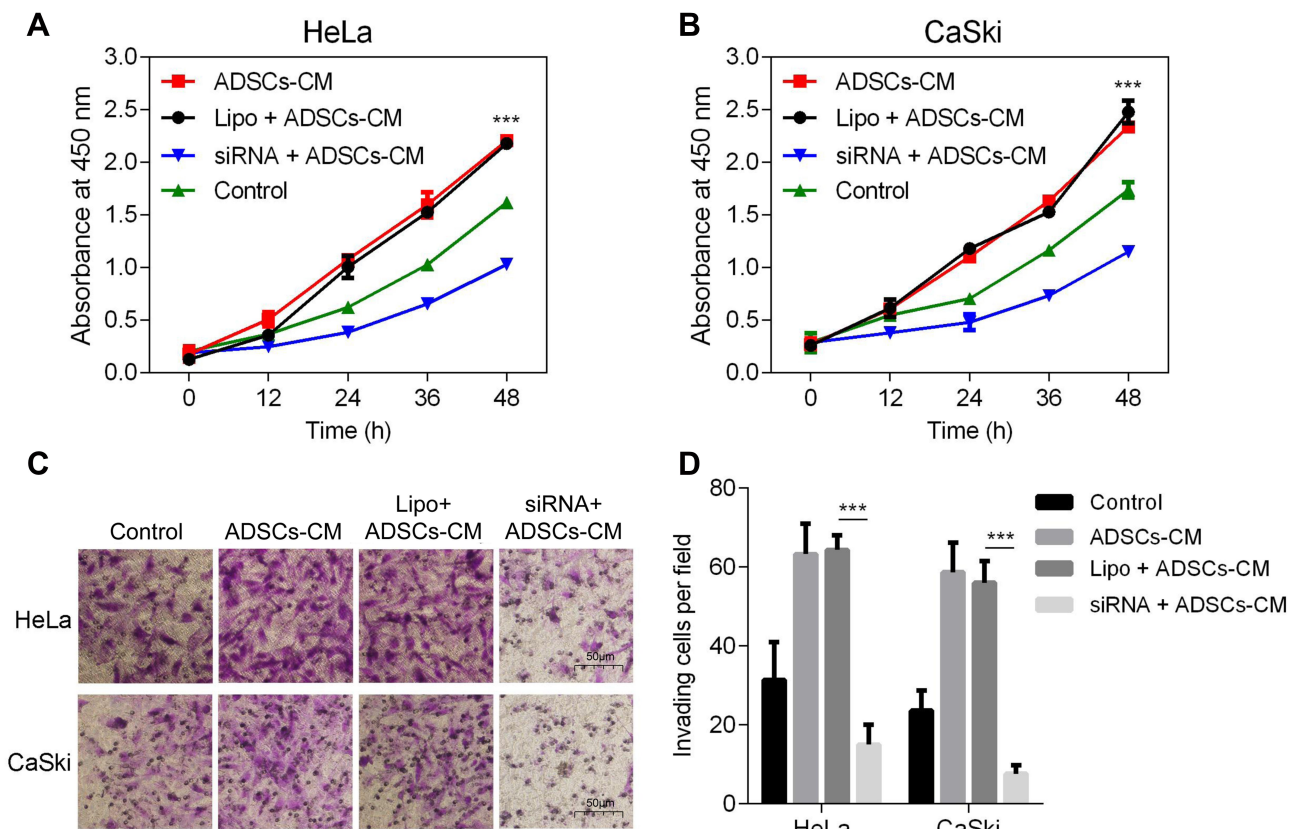 A
HeLa
3.0
2.5
2.0
1.5
1.0
0.5
0.0
Absorbance at 450 nm
ADSCs-CM
Lipo + ADSCs-CM
siRNA + ADSCs-CM
Control
***
0 12 24 36 48
Time (h)
B
CaSki
3.0
2.5
2.0
1.5
1.0
0.5
0.0
Absorbance at 450 nm
ADSCs-CM
Lipo + ADSCs-CM
siRNA + ADSCs-CM
Control
***
0 12 24 36 48
Time (h)
C
Control
ADSCs-CM
Lipo+
ADSCs-CM
siRNA+
ADSCs-CM
HeLa
50μm
CaSki
50μm
D
80
60
40
20
0
Invading cells per field
***
***
Control
ADSCs-CM
Lipo + ADSCs-CM
siRNA + ADSCs-CM
HeLa CaSki